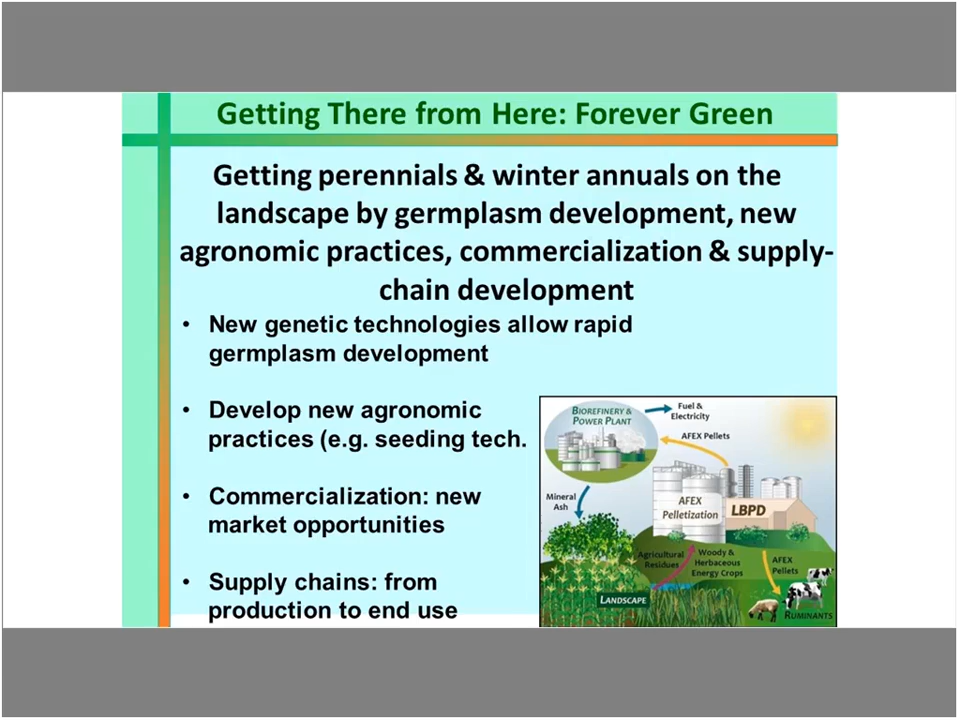 Getting There from Here: Forever Green
Getting perennials & winter annuals on the
landscape by germplasm development, new
agronomic practices, commercialization & supply-
chain development
• New genetic technologies allow rapid
germplasm development
• Develop new agronomic
practices (e.g. seeding tech.
• Commercialization: new
market opportunities
• Supply chains: from
production to end use
BIOREFINERY &
POWER PLANT
Fuel &
Electricity
AFEX Pellets
Mineral
Ash
AFEX
Pelletization
LBPD
Agricultural
Residues
Woody &
Herbaceous
Energy Crops
AFEX
Pellets
LANDSCAPE
RUMINANTS